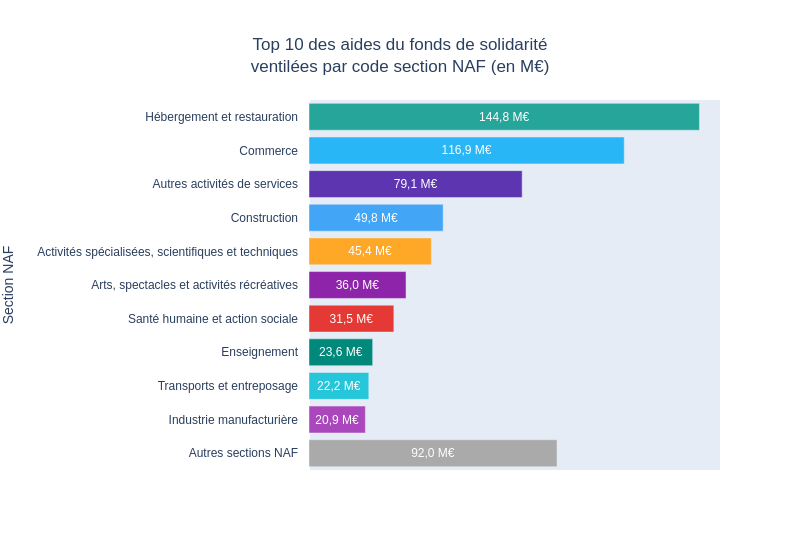 Top 10 des aides du fonds de solidarité
ventilées par code section NAF (en M€)
Section NAF
Hébergement et restauration 144,8 M€
Commerce 116,9 M€
Autres activités de services 79,1 M€
Construction 49,8 M€
Activités spécialisées, scientifiques et techniques 45,4 M€
Arts, spectacles et activités récréatives 36,0 M€
Santé humaine et action sociale 31,5 M€
Enseignement 23,6 M€
Transports et entreposage 22,2 M€
Industrie manufacturière 20,9 M€
Autres sections NAF 92,0 M€